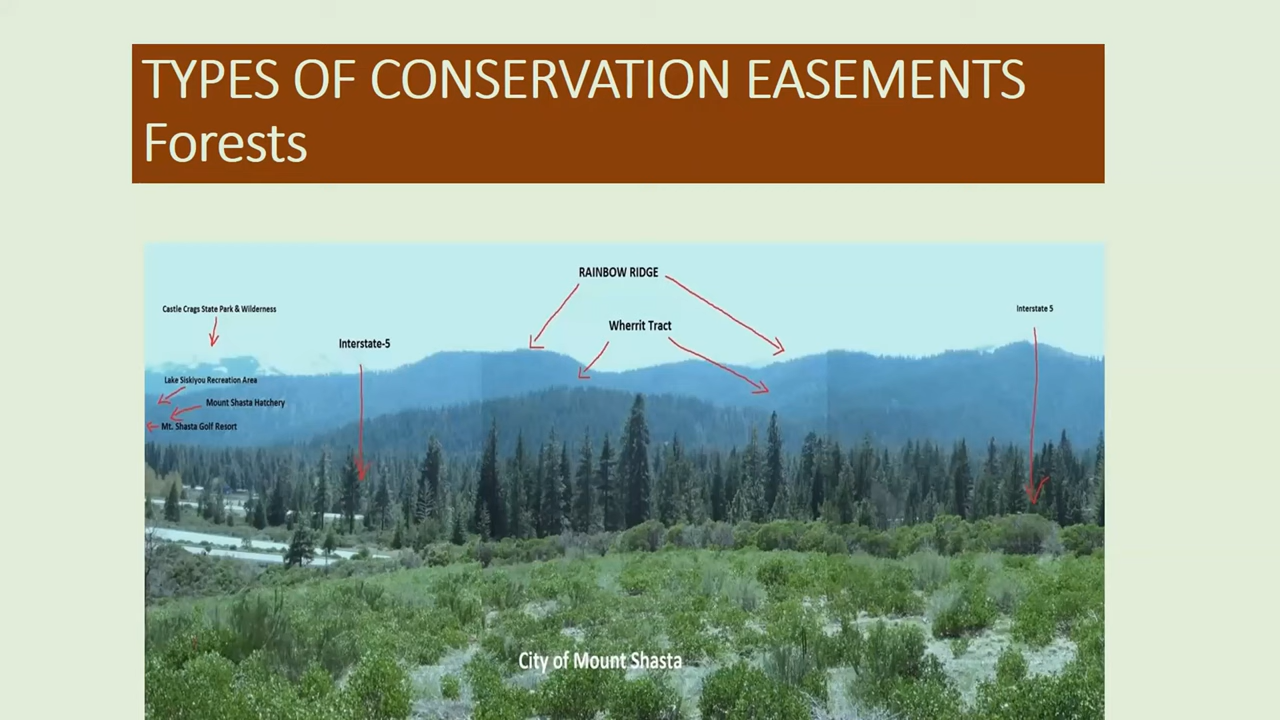 TYPES OF CONSERVATION EASEMENTS
Forests
RAINBOW RIDGE
Castle Crags State Park & Wilderness
Interstate 5
Wherrit Tract
Interstate-5
Lake Siskiyou Recreation Area
Mount Shasta Hatchery
Mt. Shasta Golf Resort
City of Mount Shasta